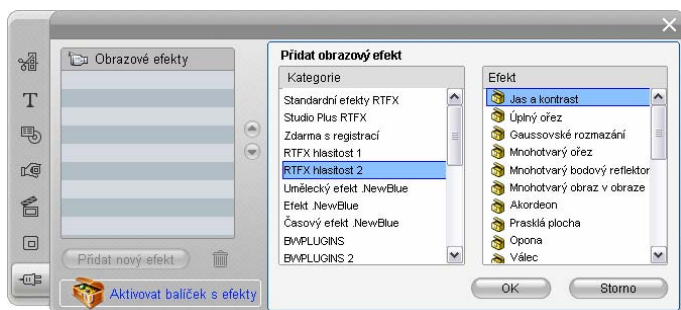 Obrazové efekty
Přidat nový efekt
Aktivovat balíček s efekty
Přidat obrazový efekt
Kategorie
Standardní efekty RTFX
Studio Plus RTFX
Zdarma s registrací
RTFX hlasitost 1
RTFX hlasitost 2
Umělecký efekt .NewBlue
Efekt .NewBlue
Časový efekt .NewBlue
BWPLUGINS
BWPLUGINS 2
Efekt
Jas a kontrast
Úplný ořez
Gaussovské rozmazání
Mnohotvarý ořez
Mnohotvarý bodový reflektor
Mnohotvarý obraz v obraze
Akordeon
Prasklá plocha
Opona
Válec
OK
Storno